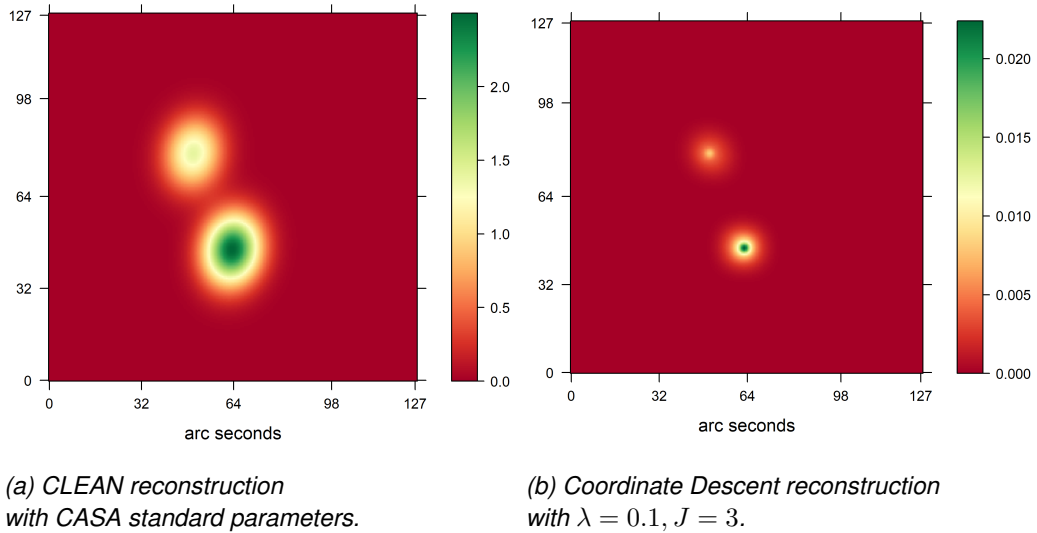 127
98
64
32
0
0 32 64 98 127
arc seconds
2.0
1.5
1.0
0.5
0.0
127
98
64
32
0
0 32 64 98 127
arc seconds
0.020
0.015
0.010
0.005
0.000
(a) CLEAN reconstruction
with CASA standard parameters.
(b) Coordinate Descent reconstruction
with λ = 0.1, J = 3.